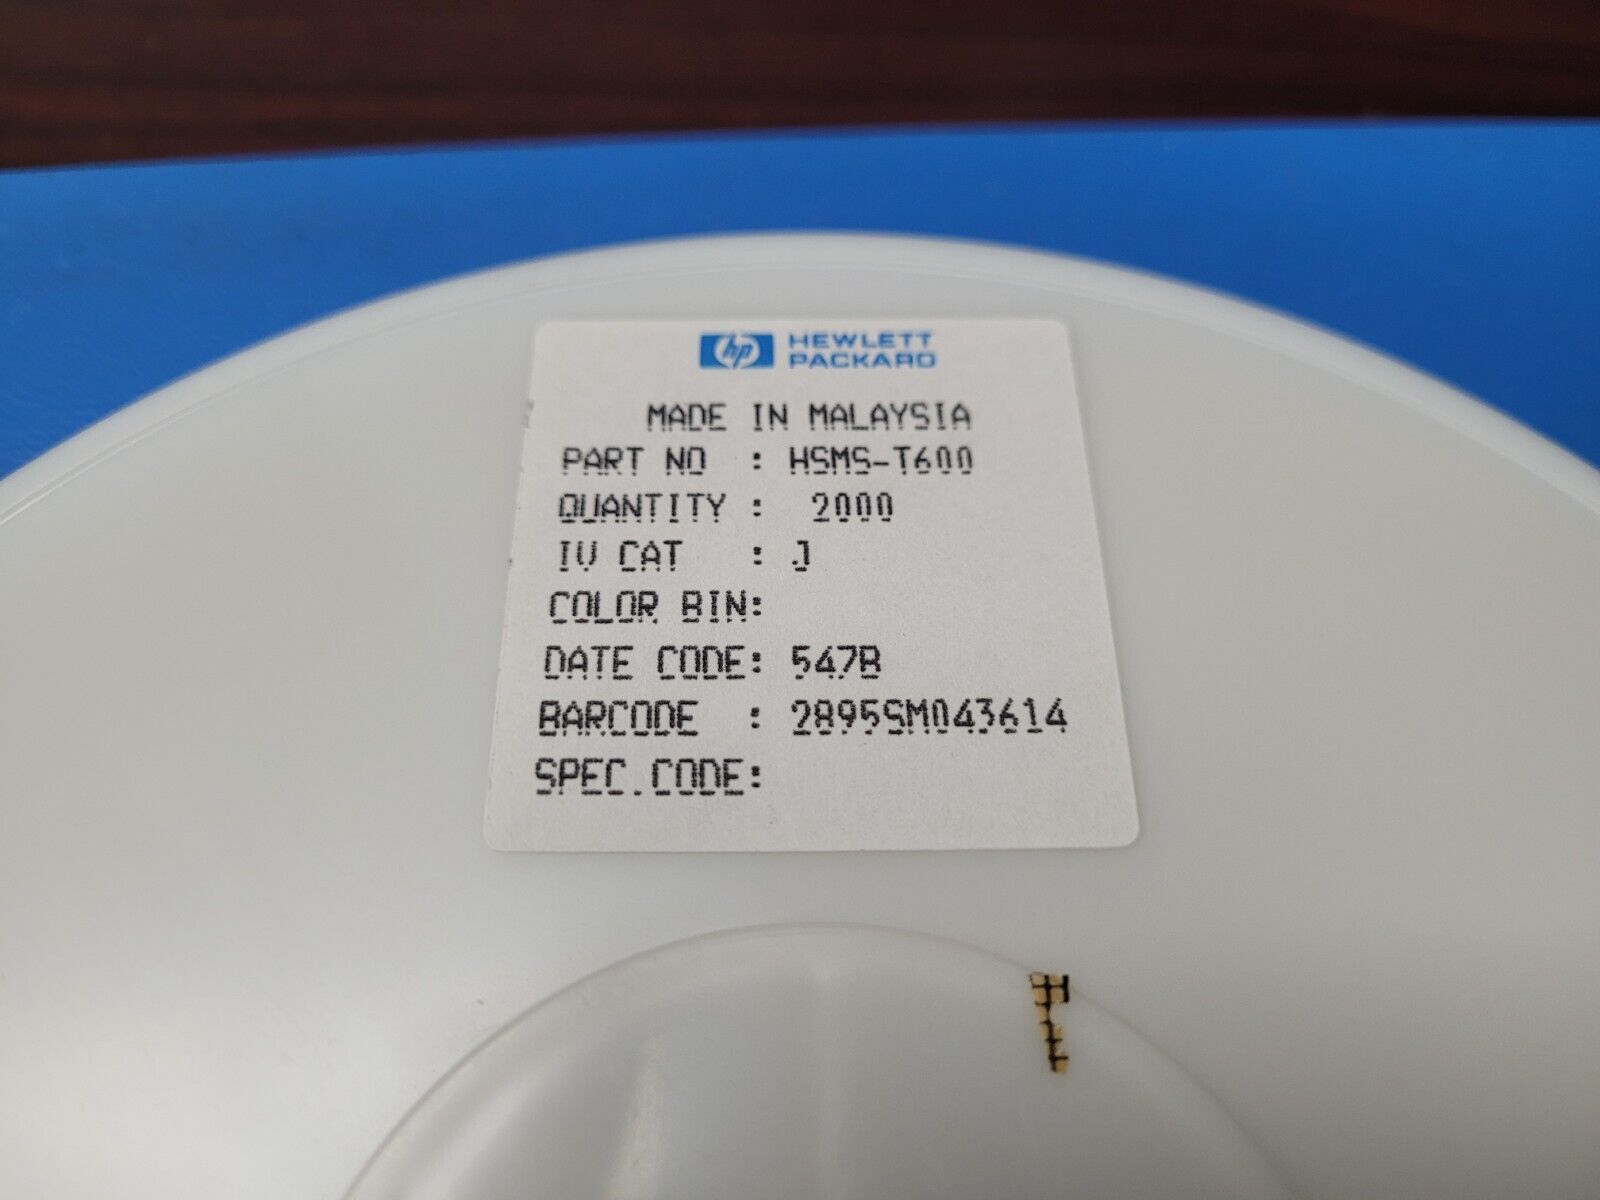 hp HEWLETT
PACKARD
MADE IN MALAYSIA
PART NO : HSMS-T600
QUANTITY : 2000
IV CAT : J
COLOR BIN:
DATE CODE: 547B
BARCODE : 2895SM043614
SPEC.CODE: